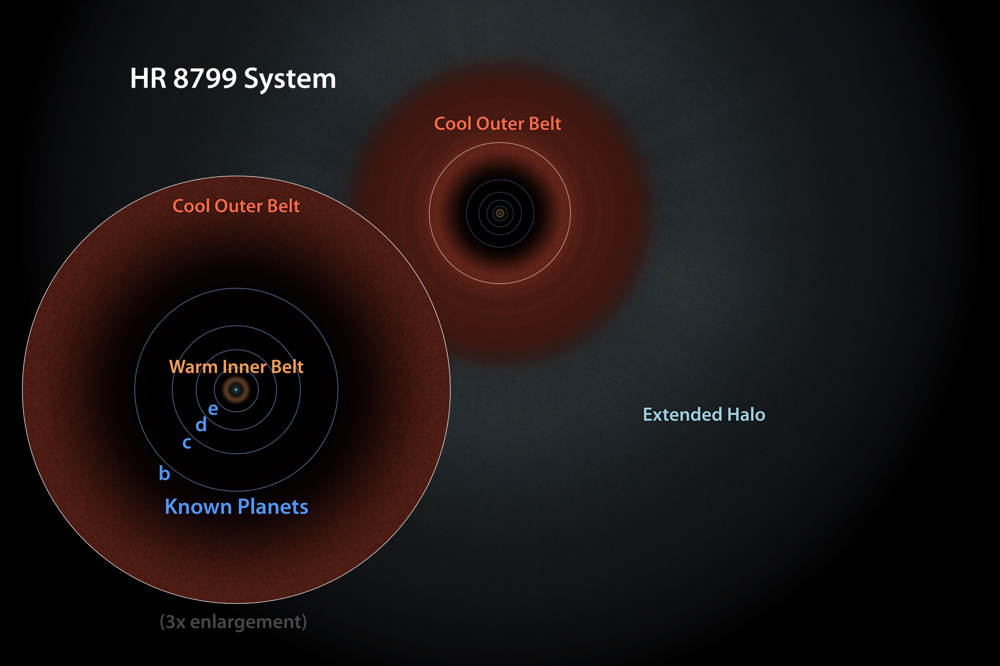 HR 8799 System
Cool Outer Belt
Cool Outer Belt
Warm Inner Belt
e
d
c
b
Known Planets
Extended Halo
(3x enlargement)